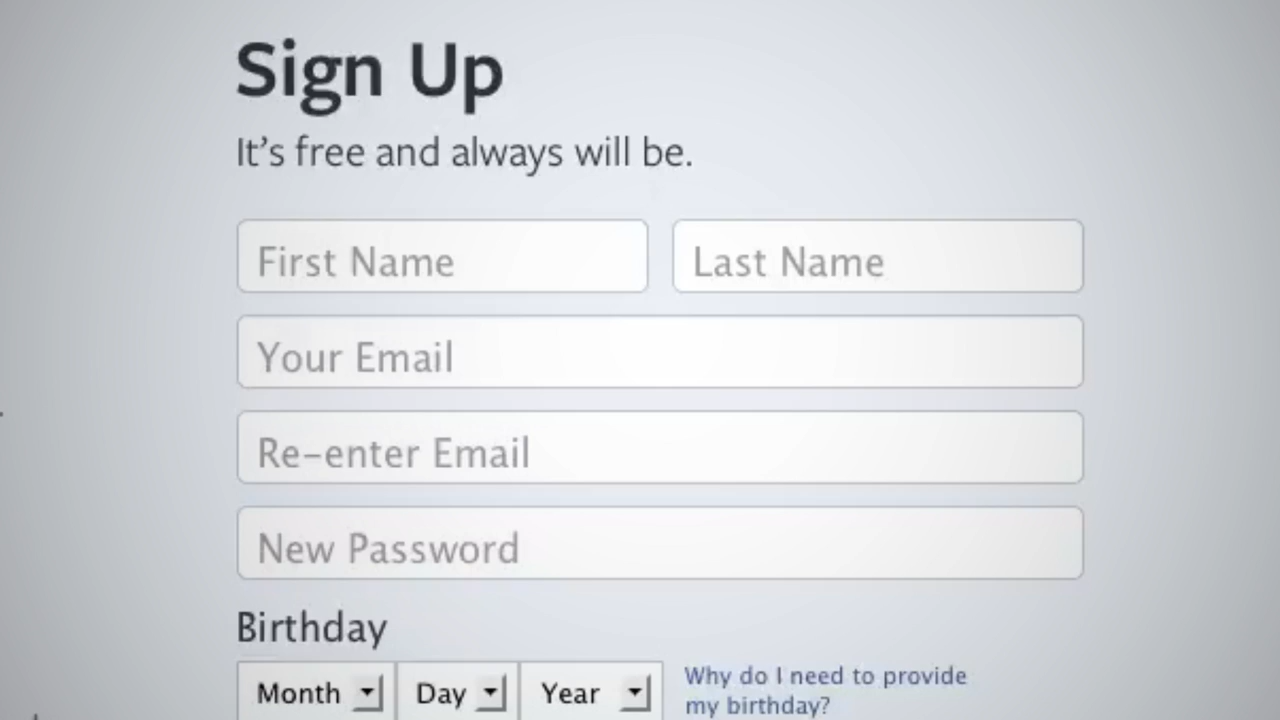 Sign Up
It's free and always will be.
First Name Last Name
Your Email
Re-enter Email
New Password
Birthday
Month Day Year Why do I need to provide
my birthday?